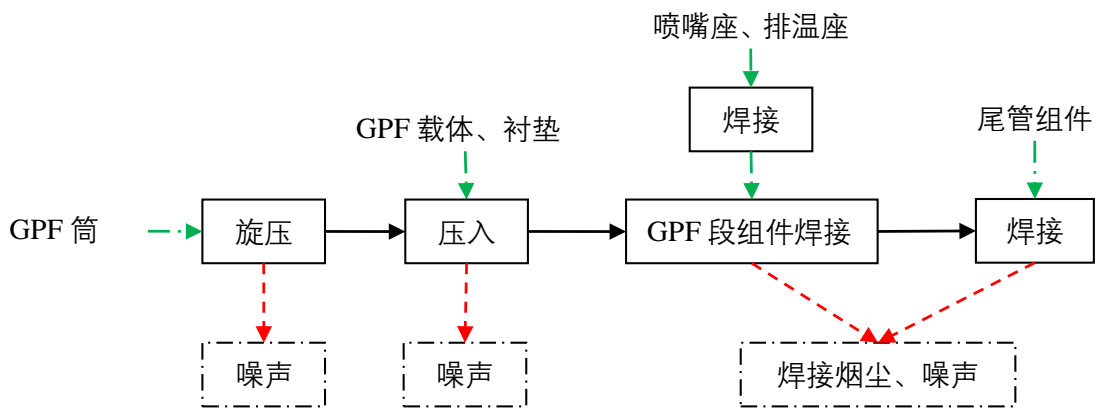 喷嘴座、排温座
焊接
GPF 载体、衬垫
尾管组件
GPF 筒
旋压
压入
GPF 段组件焊接
焊接
噪声
噪声
焊接烟尘、噪声